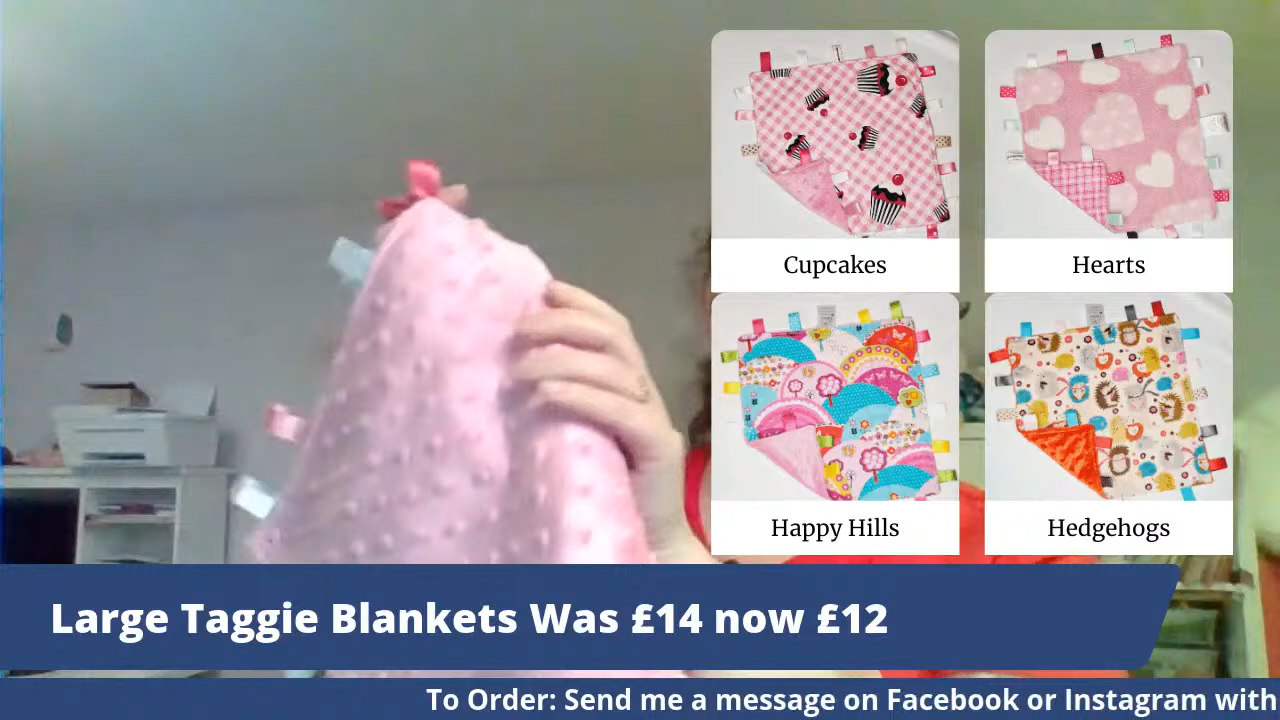 Cupcakes
Hearts
Happy Hills
Hedgehogs
Large Taggie Blankets Was £14 now £12
To Order: Send me a message on Facebook or Instagram with